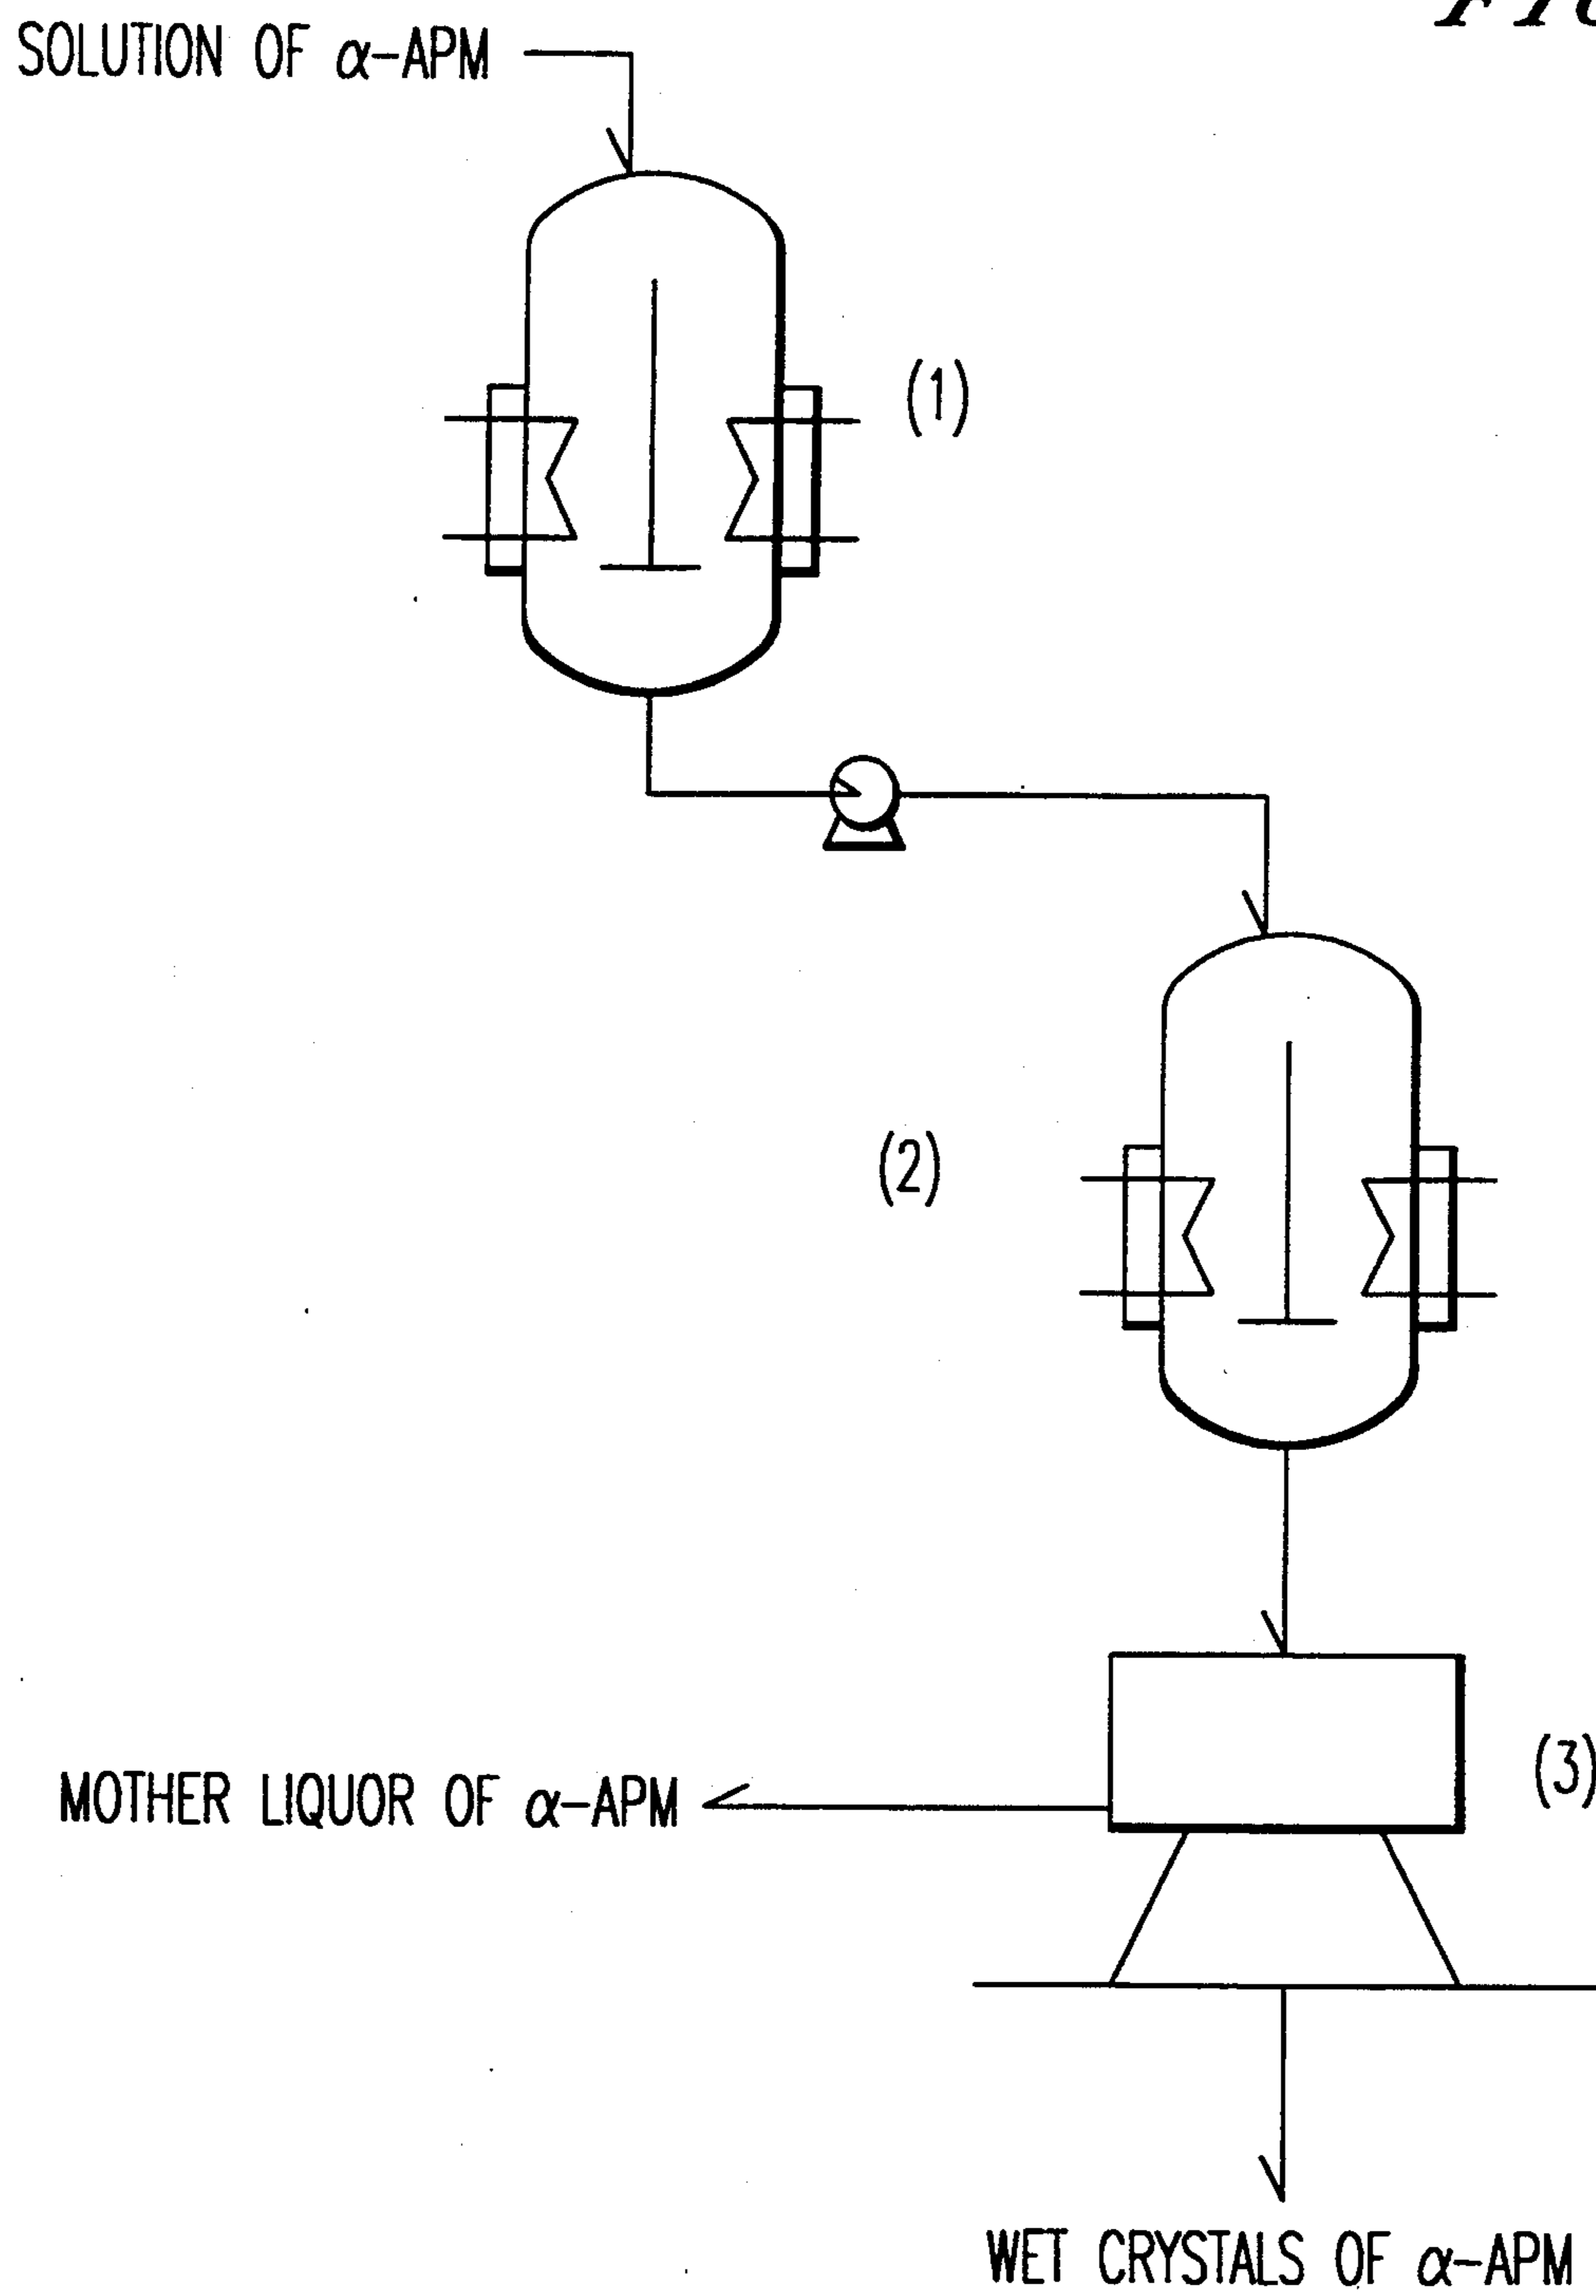 SOLUTION OF α-APM
(1)
(2)
(3)
MOTHER LIQUOR OF α-APM
WET CRYSTALS OF α-APM